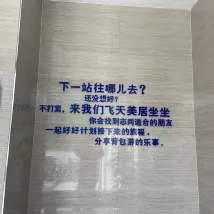 下一站往哪儿去？
还没想好？
不打紧，来我们飞天美居坐坐
你会找到志同道合的朋友
一起好好计划接下来的旅程，
分享背包游的乐事。